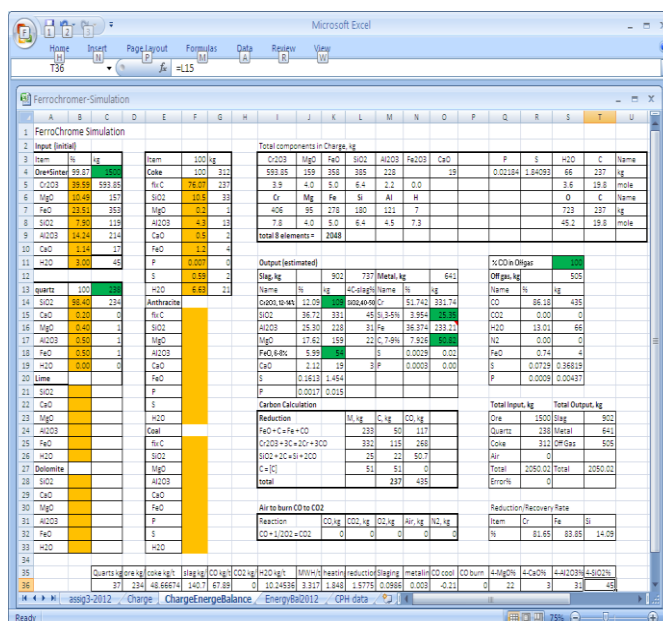 Microsoft Excel
1 2 3
Home Insert Page Layout Formulas Data Review View
F H N P M A R W
T36 fx =L15
Ferrochromer-Simulation
A B C D E F G H I J K L M N O P Q R S T U
1 FerroChrome Simulation
2 Input (initial) Total components in Charge, kg
3 Item % kg Item 100 kg Cr2O3 MgO FeO SiO2 Al2O3 Fe2O3 CaO P S H2O C Name
4 Ore+Sinter 99.87 1500 Coke 100 312 593.85 159 358 385 228 19 0.02184 1.84093 66 237 kg
5 Cr2O3 39.59 593.85 fix C 76.07 237 3.9 4.0 5.0 6.4 2.2 0.0 3.6 19.8 mole
6 MgO 10.49 157 SiO2 10.5 33 Cr Mg Fe Si Al H O C Name
7 FeO 23.51 353 MgO 0.2 1 406 95 278 180 121 7 723 237 kg
8 SiO2 7.90 119 Al2O3 4.3 13 7.8 4.0 5.0 6.4 4.5 7.3 45.2 19.8 mole
9 Al2O3 14.24 214 CaO 0.5 2 total 8 elements = 2048
10 CaO 1.14 17 FeO 1.2 4
11 H2O 3.00 45 P 0.007 0 Output (estimated) % CO in Offgas 100
12 S 0.59 2 Slag, kg 902 737 Metal, kg 641 Off gas, kg 505
13 quartz 100 238 H2O 6.63 21 Name % kg 4C-slag% Name % kg Name % kg
14 SiO2 98.40 234 Anthracite Cr2O3, 12-14% 12.09 109 SiO2,40-50 Cr 51.742 331.74 CO 86.18 435
15 CaO 0.20 0 fix C SiO2 36.72 331 45 Si,3-5% 3.954 25.35 CO2 0.00 0
16 MgO 0.40 1 SiO2 Al2O3 25.30 228 31 Fe 36.374 233.21 H2O 13.01 66
17 Al2O3 0.50 1 MgO MgO 17.62 159 22 C, 7-9% 7.926 50.82 N2 0.00 0
18 FeO 0.50 1 Al2O3 FeO, 6-8% 5.99 54 S 0.0029 0.02 FeO 0.74 4
19 H2O 0.00 0 CaO CaO 2.12 19 3 P 0.0003 0.00 S 0.0729 0.36819
20 Lime FeO S 0.1613 1.454 P 0.0009 0.00437
21 SiO2 P P 0.0017 0.015
22 CaO S Carbon Calculation Total Input, kg Total Output, kg
23 MgO H2O Reduction M, kg C, kg CO, kg Ore 1500 Slag 902
24 Al2O3 Coal FeO + C = Fe + CO 233 50 117 Quartz 238 Metal 641
25 FeO fix C Cr2O3 + 3C = 2Cr + 3CO 332 115 268 Coke 312 Off Gas 505
26 H2O SiO2 SiO2 + 2C = Si + 2CO 25 22 50.7 Air 0
27 Dolomite MgO C = [C] 51 51 0 Total 2050.02 Total 2050.02
28 SiO2 Al2O3 total 237 435 Error% 0
29 CaO CaO
30 MgO FeO Air to burn CO to CO2 Reduction/Recovery Rate
31 Al2O3 P Reaction CO,kg CO2, kg O2, kg Air, kg N2, kg Item Cr Fe Si
32 FeO S CO + 1/2O2 = CO2 0 0 0 0 0 % 81.65 83.85 14.09
33 H2O H2O
34
35 Quarts kg ore kg coke kg/t slag kg CO kg/t CO2 kg/ H2O kg/t MWH/t heatin reductio Slaging metalin CO cool CO burn 4-MgO% 4-CaO% 4-Al2O3% 4-SiO2%
36 37 234 48.66674 140.7 67.89 0 10.24536 3.317 1.848 1.5775 0.0986 0.003 -0.21 0 22 3 31 45
assig3-2012 Charge ChargeEnergeBalance EnergyBal2012 CPH data
Ready 75%